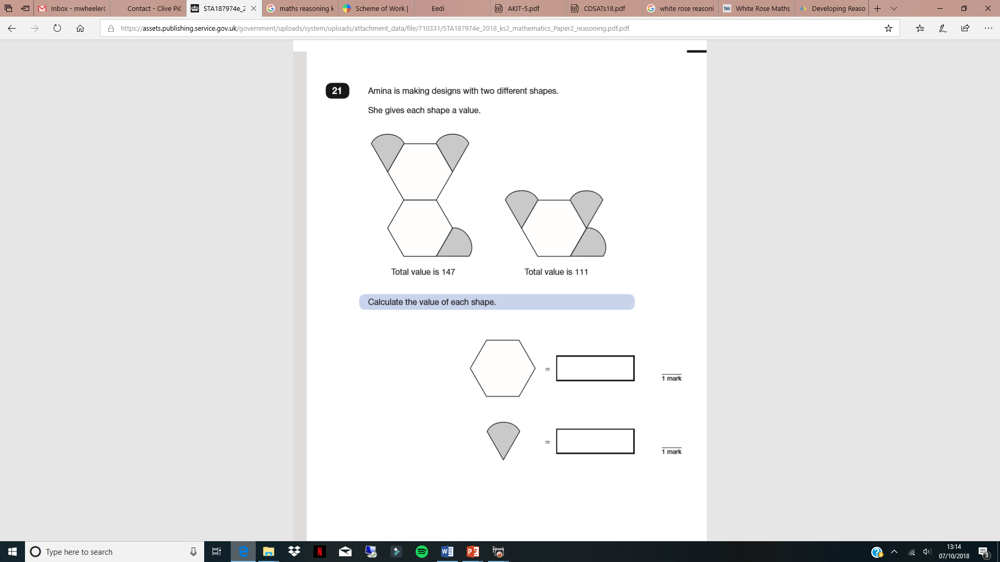 Inbox - mwheeler
Contact - Clive PiC
STA187974e_2
maths reasoning k
Scheme of Work |
Eedi
AKIT-5.pdf
CDSATs18.pdf
white rose reasoni
tes
White Rose Maths
Developing Reaso
https://assets.publishing.service.gov.uk/government/uploads/system/uploads/attachment_data/file/710331/STA187974e_2018_ks2_mathematics_Paper2_reasoning.pdf.pdf
21
Amina is making designs with two different shapes.
She gives each shape a value.
Total value is 147
Total value is 111
Calculate the value of each shape.
=
1 mark
=
1 mark
Type here to search
13:14
07/10/2018
3